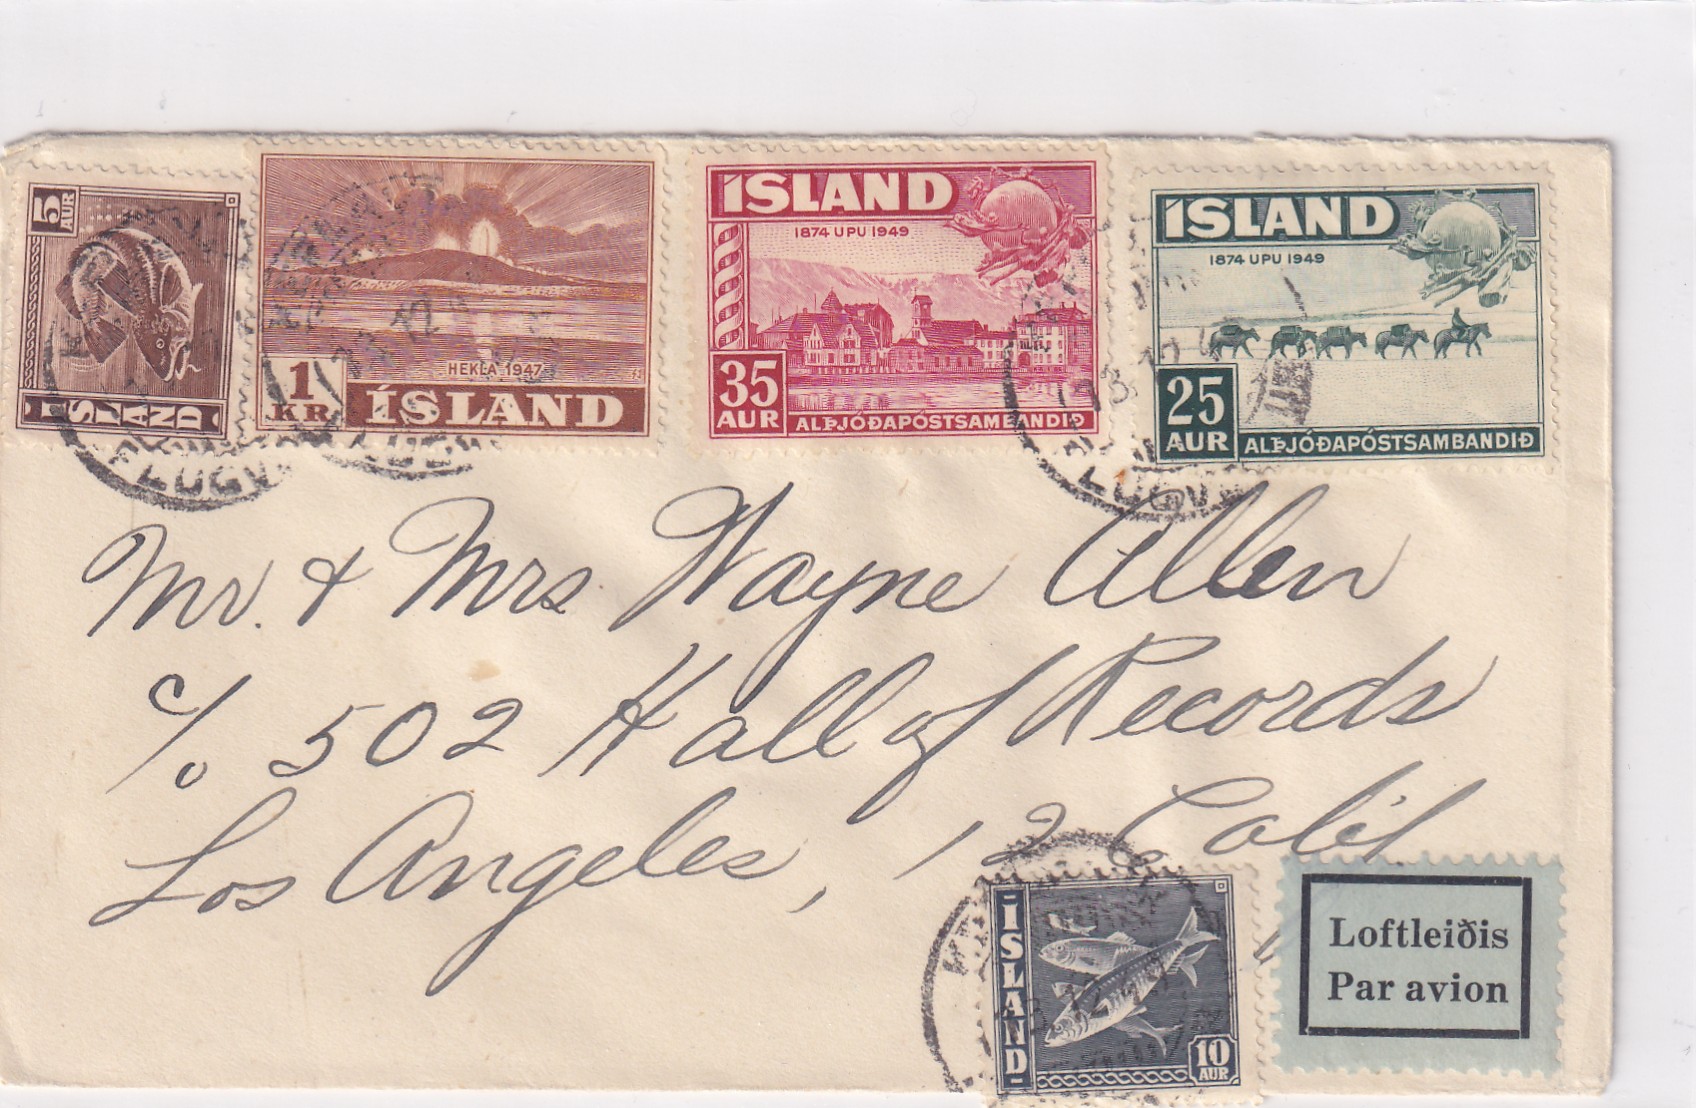 5 AUR
ÍSLAND
HEKLA 1947
1 KR
ÍSLAND
ÍSLAND
1874 UPU 1949
35 AUR
ALÞJÓÐAPÓSTSAMBANDIÐ
ÍSLAND
1874 UPU 1949
25 AUR
ALÞJÓÐAPÓSTSAMBANDIÐ
Mr. & Mrs. Wayne Allen
c/o 502 Hall of Records
Los Angeles, 12 Calif
ÍSLAND
10 AUR
Loftleiðis
Par avion